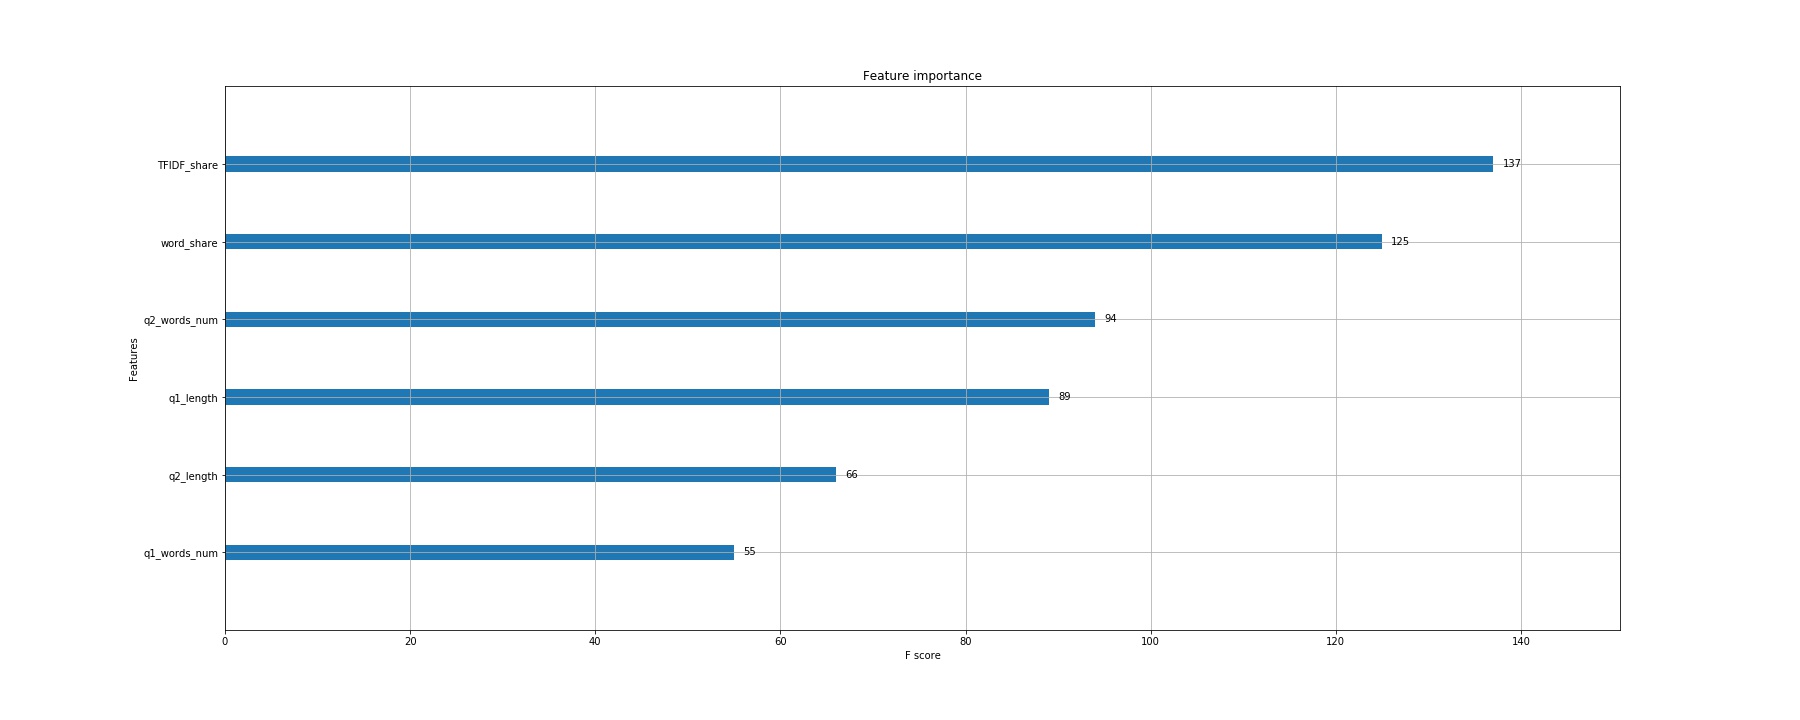 Feature importance
TFIDF_share
137
word_share
125
q2_words_num
94
q1_length
89
q2_length
66
q1_words_num
55
Features
0 20 40 60 80 100 120 140
F score